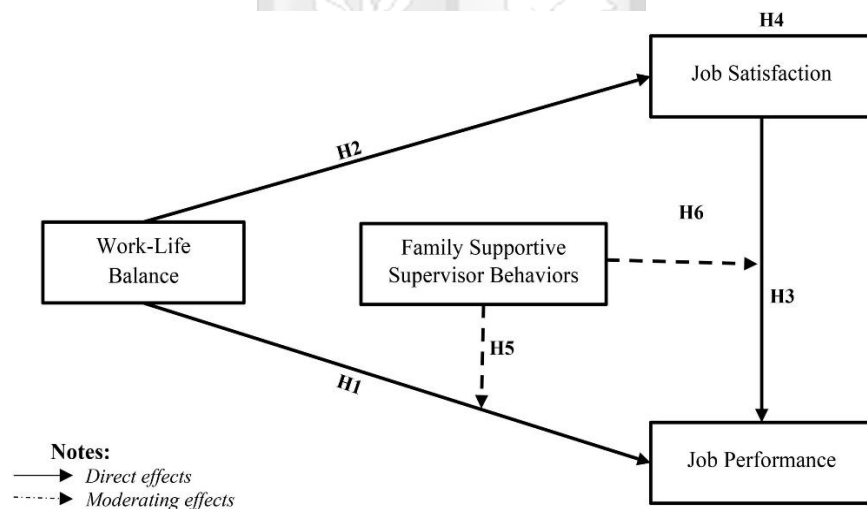 H4
Job Satisfaction
H2
H6
Work-Life
Balance
Family Supportive
Supervisor Behaviors
H3
H5
H1
Notes:
Direct effects
Moderating effects
Job Performance